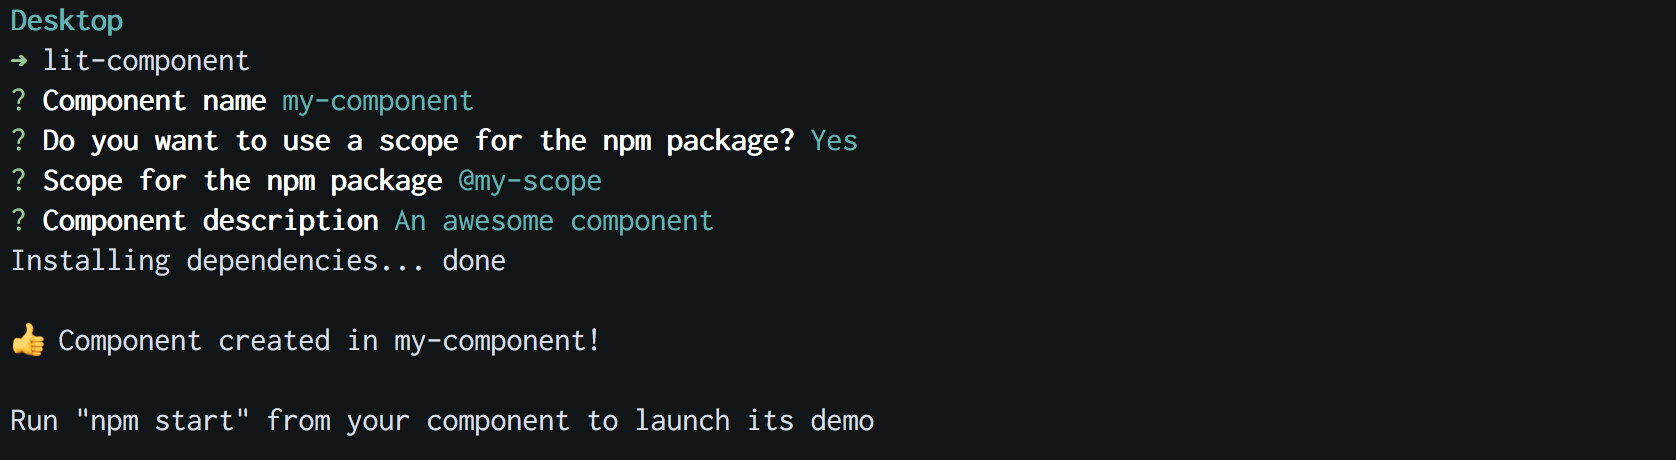 Desktop
➜ lit-component
? Component name my-component
? Do you want to use a scope for the npm package? Yes
? Scope for the npm package @my-scope
? Component description An awesome component
Installing dependencies... done
👍 Component created in my-component!
Run "npm start" from your component to launch its demo